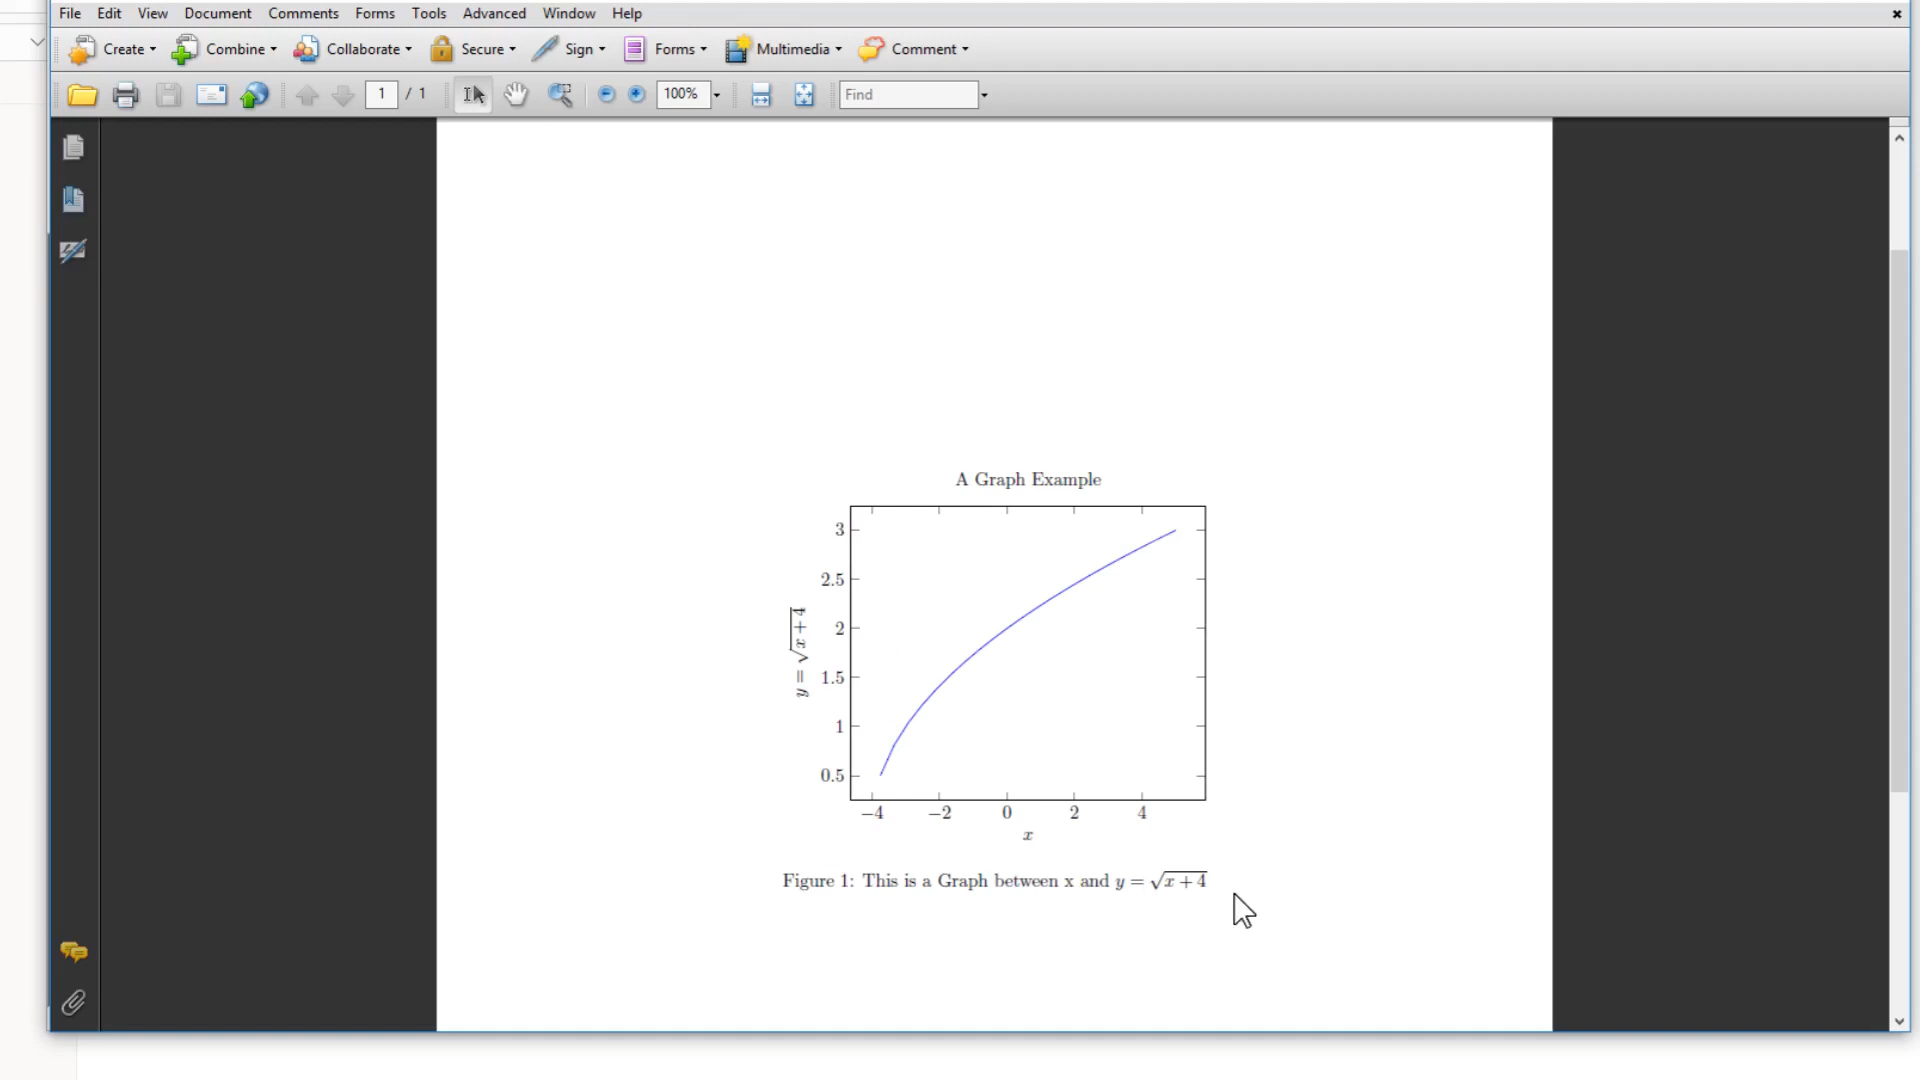 File Edit View Document Comments Forms Tools Advanced Window Help
Create Combine Collaborate Secure Sign Forms Multimedia Comment
1 / 1 100% Find
A Graph Example
3
2.5
2
1.5
1
0.5
y = √x + 4
−4 −2 0 2 4
x
Figure 1: This is a Graph between x and y = √x + 4